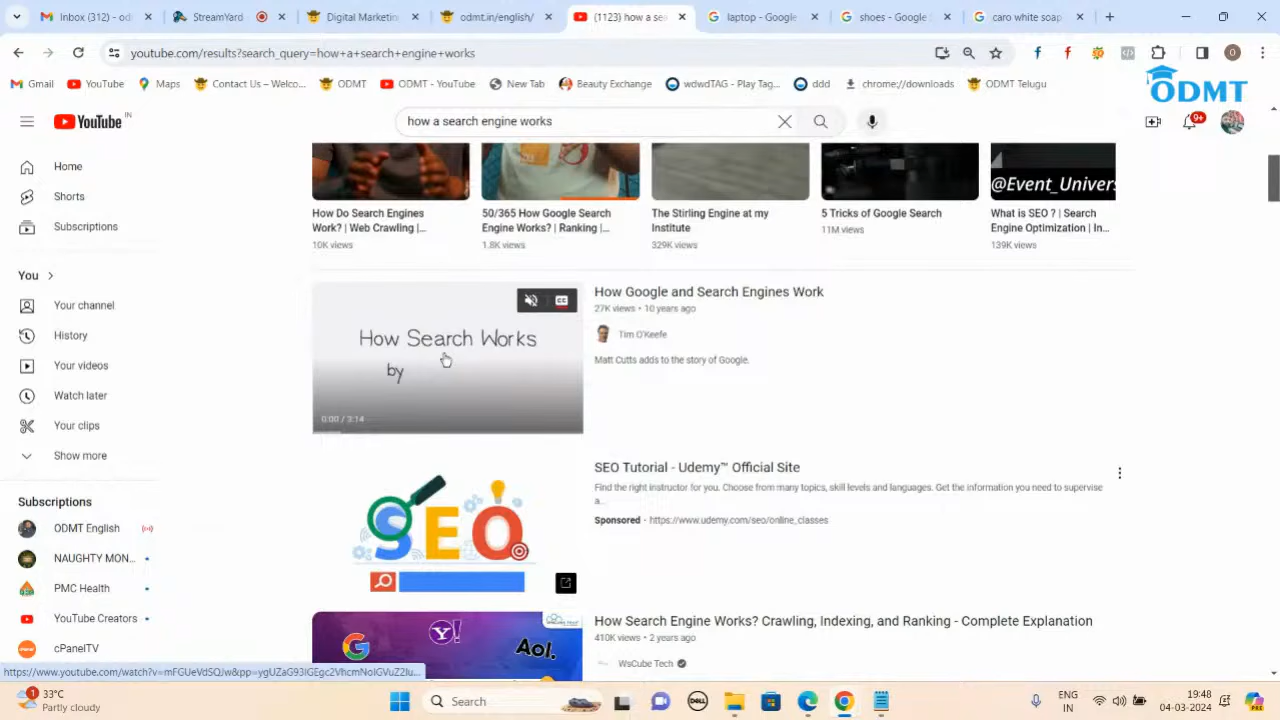 Inbox (312) - od
StreamYard
Digital Marketing
odmt.in/english/
(1123) how a sea
laptop - Google
shoes - Google
caro white soap
youtube.com/results?search_query=how+a+search+engine+works
O
Gmail
YouTube
Maps
Contact Us – Welco...
ODMT
ODMT - YouTube
New Tab
Beauty Exchange
wdwdTAG - Play Tag...
ddd
chrome://downloads
ODMT Telugu
ODMT
YouTube IN
how a search engine works
9+
Home
Shorts
Subscriptions
You
Your channel
History
Your videos
Watch later
Your clips
Show more
Subscriptions
ODMT English
NAUGHTY MON...
PMC Health
YouTube Creators
cPanelTV
@Event_Univers
How Do Search Engines
Work? | Web Crawling |...
10K views
50/365 How Google Search
Engine Works? | Ranking |...
1.8K views
The Stirling Engine at my
Institute
329K views
5 Tricks of Google Search
11M views
What is SEO ? | Search
Engine Optimization | In...
139K views
CC
How Search Works
by
0:00 / 3:14
How Google and Search Engines Work
27K views • 10 years ago
Tim O'Keefe
Matt Cutts adds to the story of Google.
SEO
SEO Tutorial - Udemy™ Official Site
Find the right instructor for you. Choose from many topics, skill levels and languages. Get the information you need to supervise
a...
Sponsored · https://www.udemy.com/seo/online_classes
G
Y!
Aol.
How Search Engine Works? Crawling, Indexing, and Ranking - Complete Explanation
410K views • 2 years ago
WsCube Tech
1
33°C
Partly cloudy
Search
DELL
ENG
IN
19:48
04-03-2024
PRE